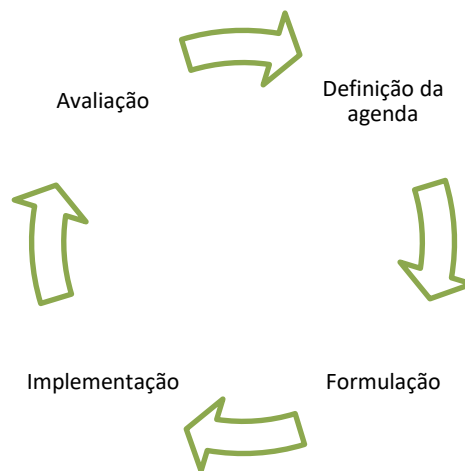 Avaliação
Definição da
agenda
Implementação
Formulação